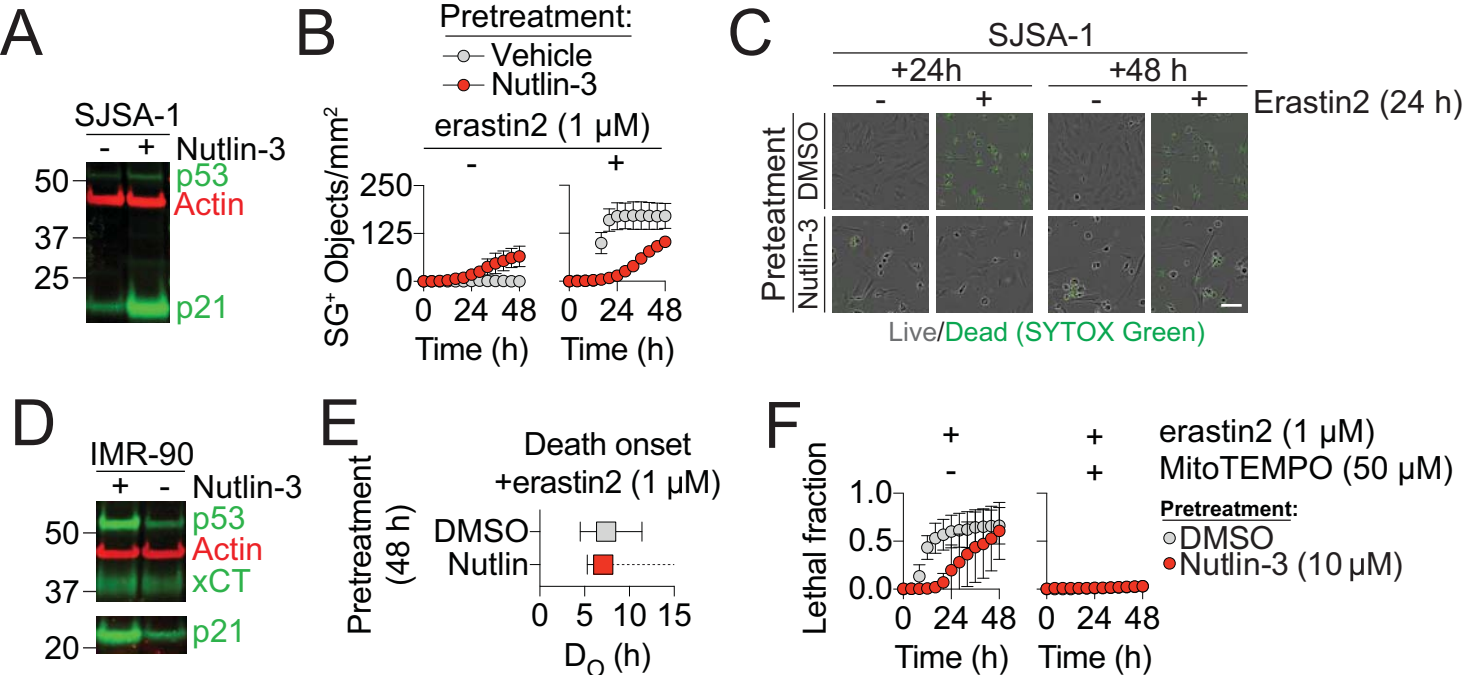 A
SJSA-1
- + Nutlin-3
p53
50
Actin
37
25
p21
B
Pretreatment:
Vehicle
Nutlin-3
erastin2 (1 µM)
- +
SG+ Objects/mm2
250
125
0
0 24 48 0 24 48
Time (h) Time (h)
C
SJSA-1
+24h +48 h
- + - + Erastin2 (24 h)
Preteatment
DMSO
Nutlin-3
Live/Dead (SYTOX Green)
D
IMR-90
+ - Nutlin-3
p53
50
Actin
xCT
37
p21
20
E
Death onset
+erastin2 (1 µM)
Pretreatment
(48 h)
DMSO
Nutlin
0 5 10 15
DO (h)
F
+ + erastin2 (1 µM)
- + MitoTEMPO (50 µM)
Lethal fraction
1.0
0.5
0.0
Pretreatment:
DMSO
Nutlin-3 (10 µM)
0 24 48 0 24 48
Time (h) Time (h)